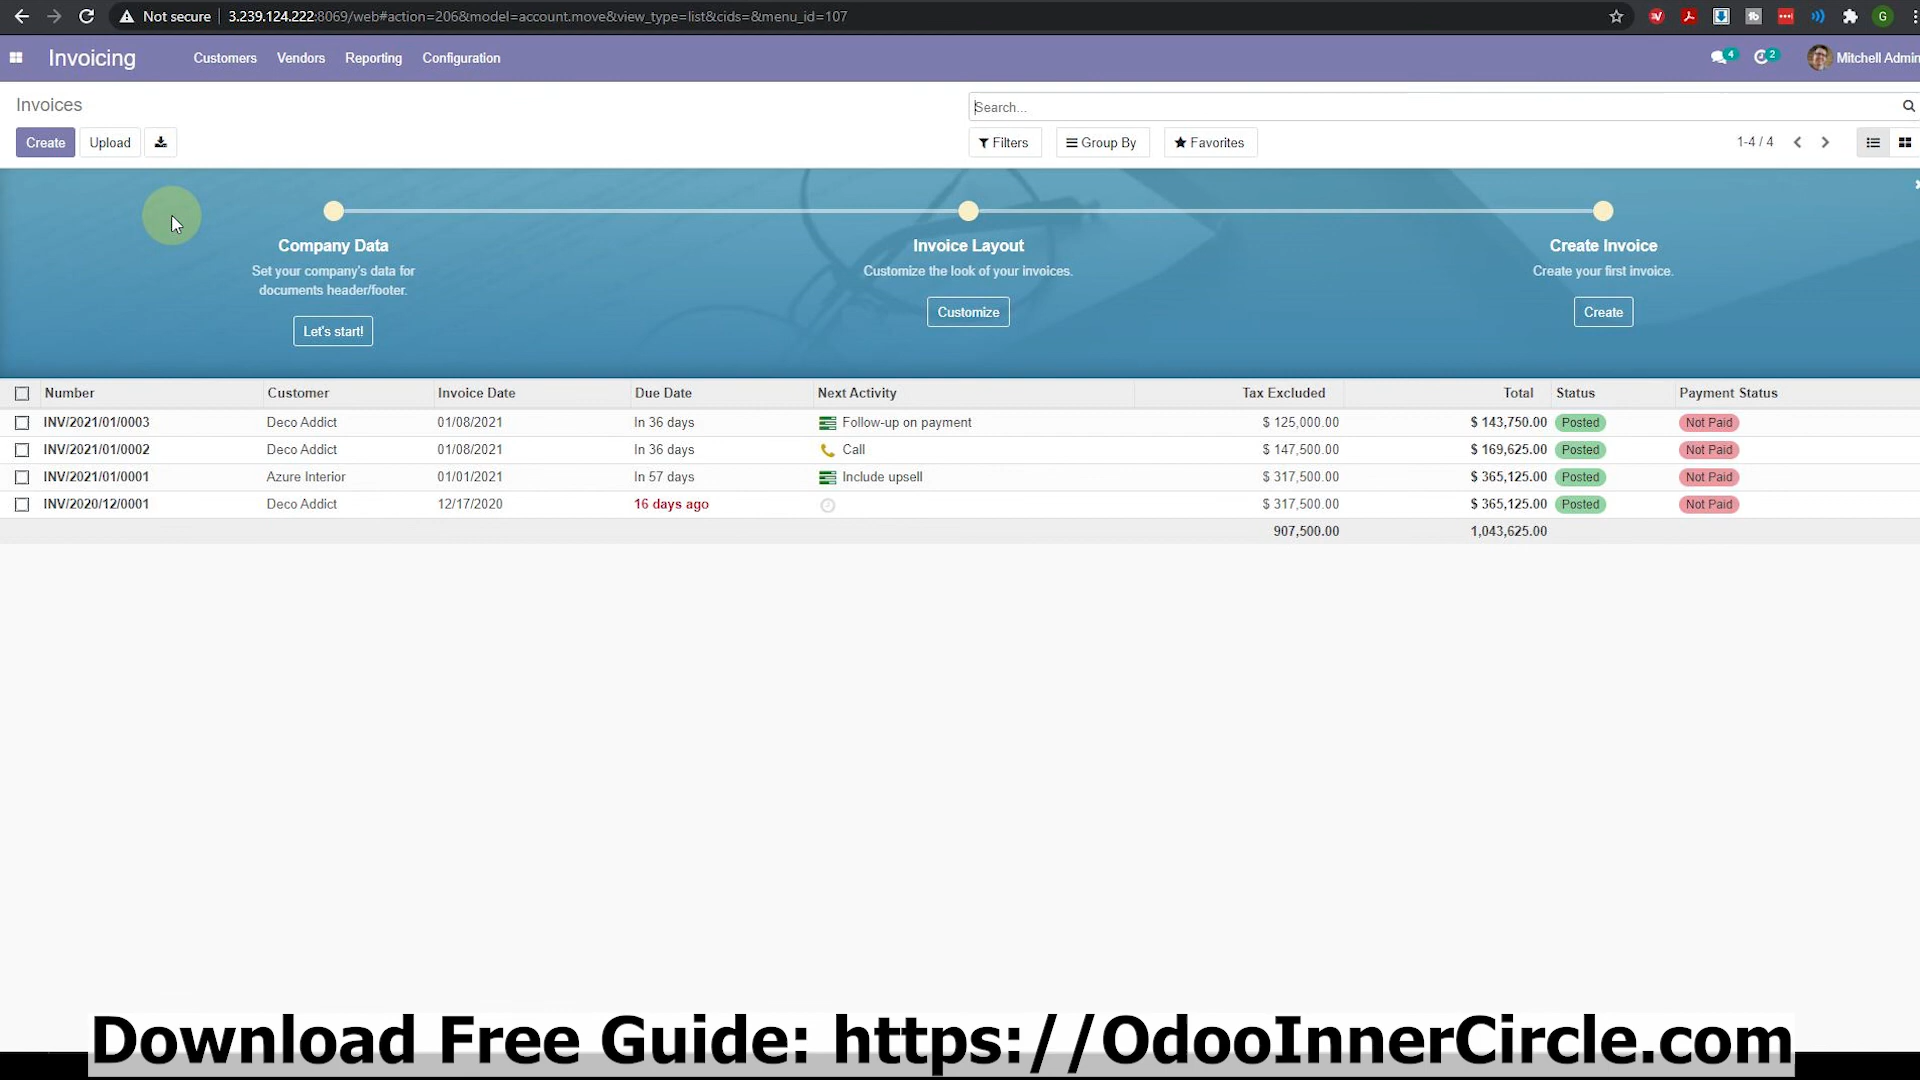 Not secure 3.239.124.222:8069/web#action=206&model=account.move&view_type=list&cids=&menu_id=107
Invoicing Customers Vendors Reporting Configuration 4 2 Mitchell Admin
Invoices
Search...
Create Upload Filters Group By Favorites 1-4 / 4
Company Data Invoice Layout Create Invoice
Set your company's data for Customize the look of your invoices. Create your first invoice.
documents header/footer.
Let's start! Customize Create
Number Customer Invoice Date Due Date Next Activity Tax Excluded Total Status Payment Status
INV/2021/01/0003 Deco Addict 01/08/2021 In 36 days Follow-up on payment $ 125,000.00 $ 143,750.00 Posted Not Paid
INV/2021/01/0002 Deco Addict 01/08/2021 In 36 days Call $ 147,500.00 $ 169,625.00 Posted Not Paid
INV/2021/01/0001 Azure Interior 01/01/2021 In 57 days Include upsell $ 317,500.00 $ 365,125.00 Posted Not Paid
INV/2020/12/0001 Deco Addict 12/17/2020 16 days ago $ 317,500.00 $ 365,125.00 Posted Not Paid
907,500.00 1,043,625.00
Download Free Guide: https://OdooInnerCircle.com